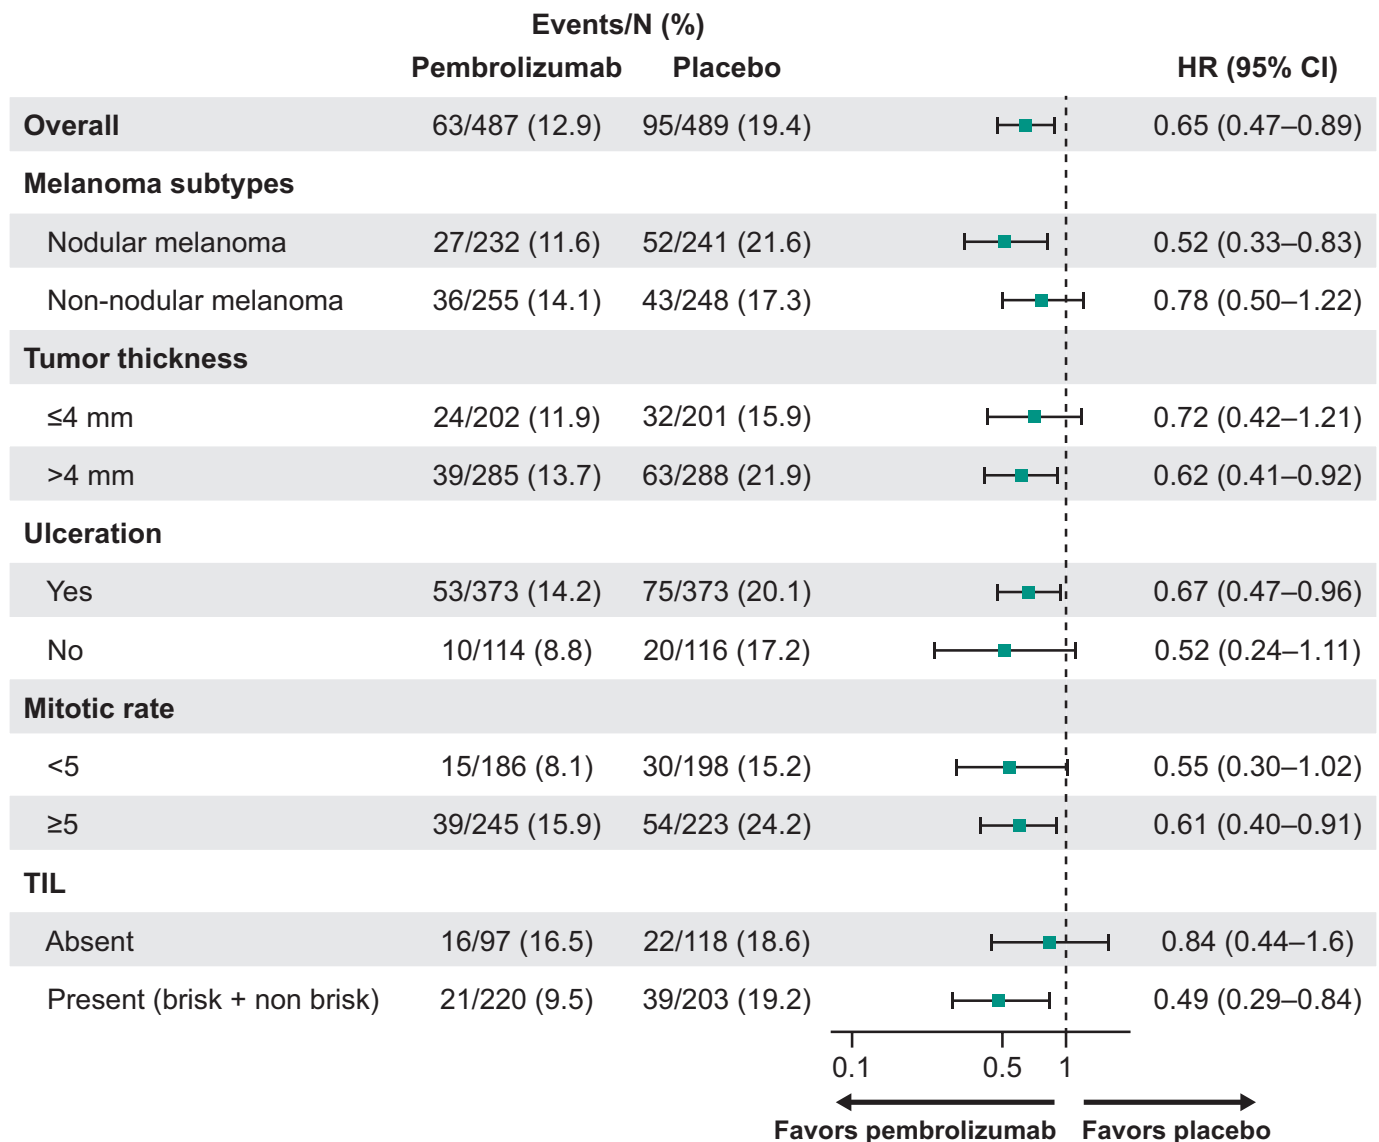 Events/N (%)
Pembrolizumab Placebo HR (95% CI)
Overall 63/487 (12.9) 95/489 (19.4) 0.65 (0.47–0.89)
Melanoma subtypes
Nodular melanoma 27/232 (11.6) 52/241 (21.6) 0.52 (0.33–0.83)
Non-nodular melanoma 36/255 (14.1) 43/248 (17.3) 0.78 (0.50–1.22)
Tumor thickness
≤4 mm 24/202 (11.9) 32/201 (15.9) 0.72 (0.42–1.21)
>4 mm 39/285 (13.7) 63/288 (21.9) 0.62 (0.41–0.92)
Ulceration
Yes 53/373 (14.2) 75/373 (20.1) 0.67 (0.47–0.96)
No 10/114 (8.8) 20/116 (17.2) 0.52 (0.24–1.11)
Mitotic rate
<5 15/186 (8.1) 30/198 (15.2) 0.55 (0.30–1.02)
≥5 39/245 (15.9) 54/223 (24.2) 0.61 (0.40–0.91)
TIL
Absent 16/97 (16.5) 22/118 (18.6) 0.84 (0.44–1.6)
Present (brisk + non brisk) 21/220 (9.5) 39/203 (19.2) 0.49 (0.29–0.84)
0.1 0.5 1
Favors pembrolizumab Favors placebo